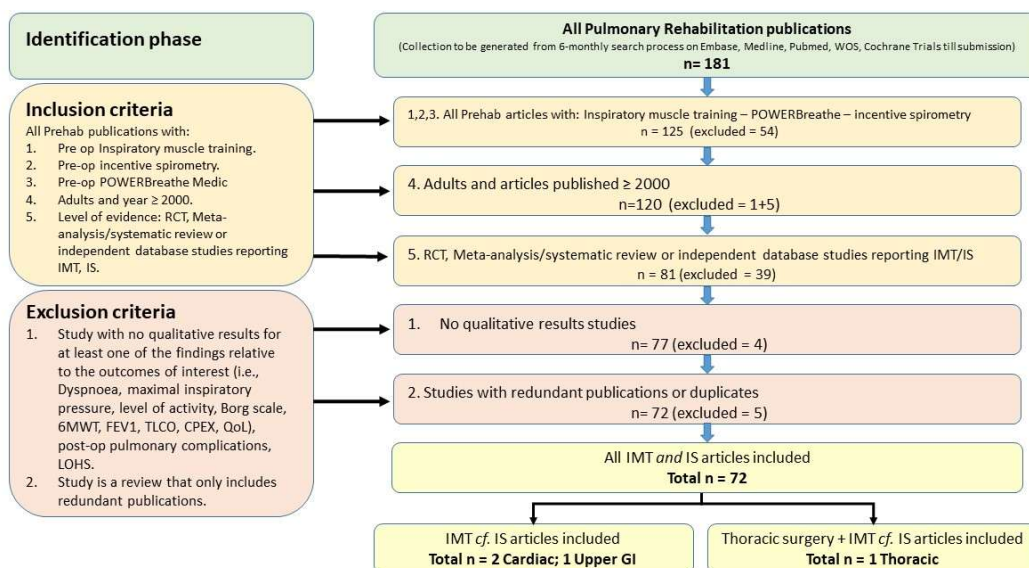 Identification phase
All Pulmonary Rehabilitation publications
(Collection to be generated from 6-monthly search process on Embase, Medline, Pubmed, WOS, Cochrane Trials till submission)
n= 181
Inclusion criteria
All Prehab publications with:
1. Pre op Inspiratory muscle training.
2. Pre-op incentive spirometry.
3. Pre-op POWERBreathe Medic
4. Adults and year ≥ 2000.
5. Level of evidence: RCT, Meta-
analysis/systematic review or
independent database studies reporting
IMT, IS.
1,2,3. All Prehab articles with: Inspiratory muscle training – POWERBreathe – incentive spirometry
n = 125 (excluded = 54)
4. Adults and articles published ≥ 2000
n=120 (excluded = 1+5)
5. RCT, Meta-analysis/systematic review or independent database studies reporting IMT/IS
n = 81 (excluded = 39)
Exclusion criteria
1. Study with no qualitative results for
at least one of the findings relative
to the outcomes of interest (i.e.,
Dyspnoea, maximal inspiratory
pressure, level of activity, Borg scale,
6MWT, FEV1, TLCO, CPEX, QoL),
post-op pulmonary complications,
LOHS.
2. Study is a review that only includes
redundant publications.
1. No qualitative results studies
n= 77 (excluded = 4)
2. Studies with redundant publications or duplicates
n= 72 (excluded = 5)
All IMT and IS articles included
Total n = 72
IMT cf. IS articles included
Total n = 2 Cardiac; 1 Upper GI
Thoracic surgery + IMT cf. IS articles included
Total n = 1 Thoracic